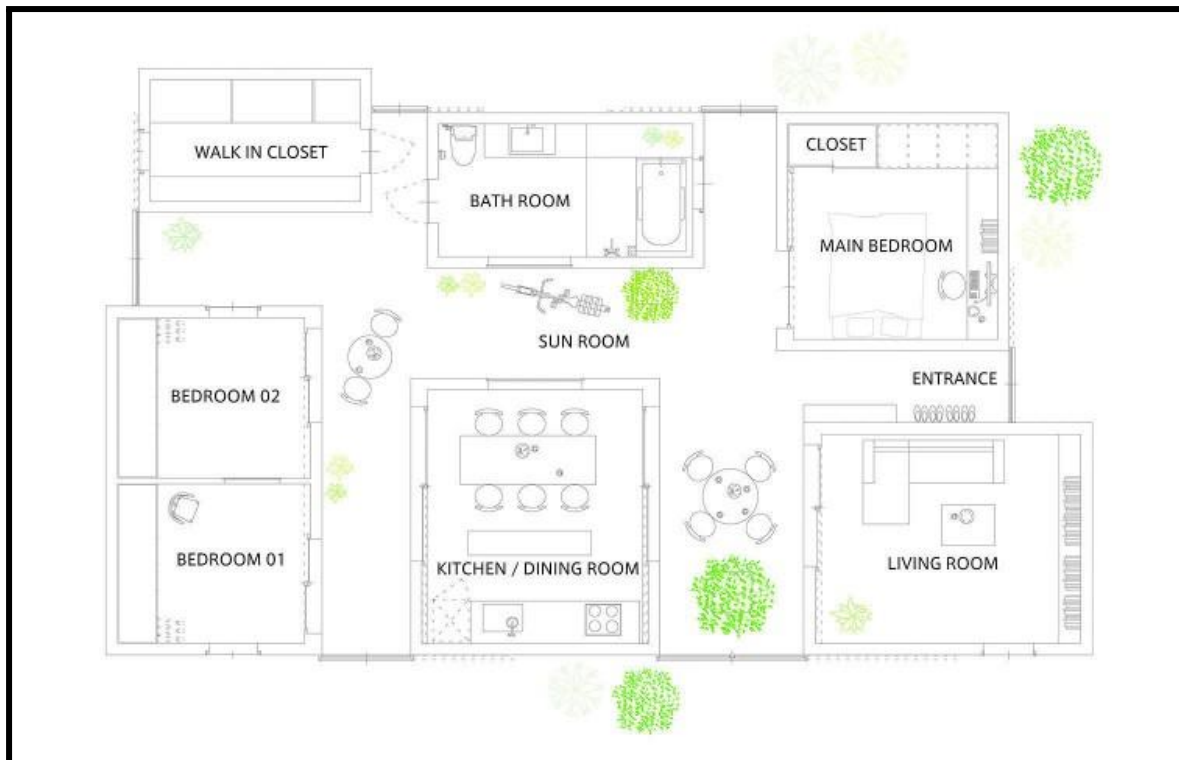 CLOSET
WALK IN CLOSET
BATH ROOM
MAIN BEDROOM
SUN ROOM
ENTRANCE
BEDROOM 02
BEDROOM 01
KITCHEN / DINING ROOM
LIVING ROOM